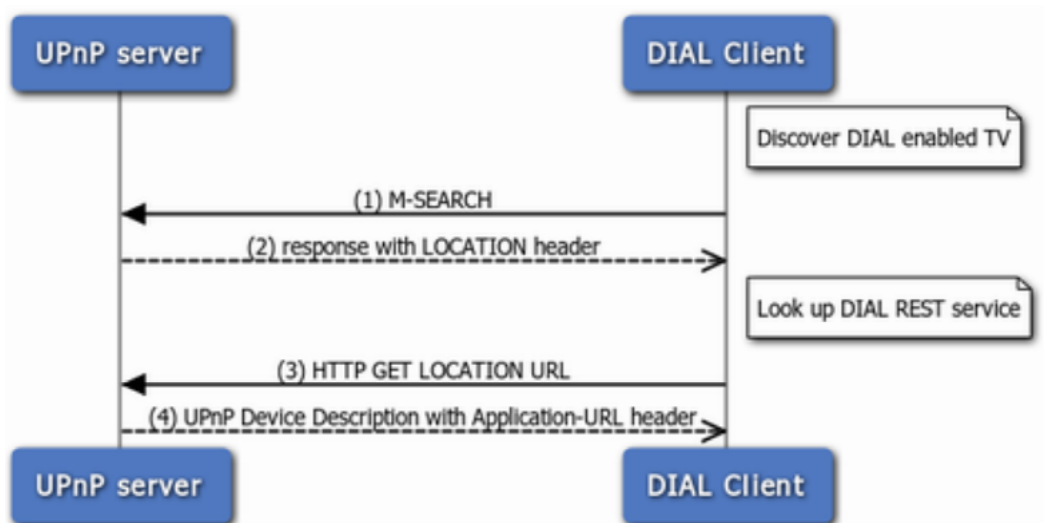 UPnP server
DIAL Client
Discover DIAL enabled TV
(1) M-SEARCH
(2) response with LOCATION header
Look up DIAL REST service
(3) HTTP GET LOCATION URL
(4) UPnP Device Description with Application-URL header
UPnP server
DIAL Client